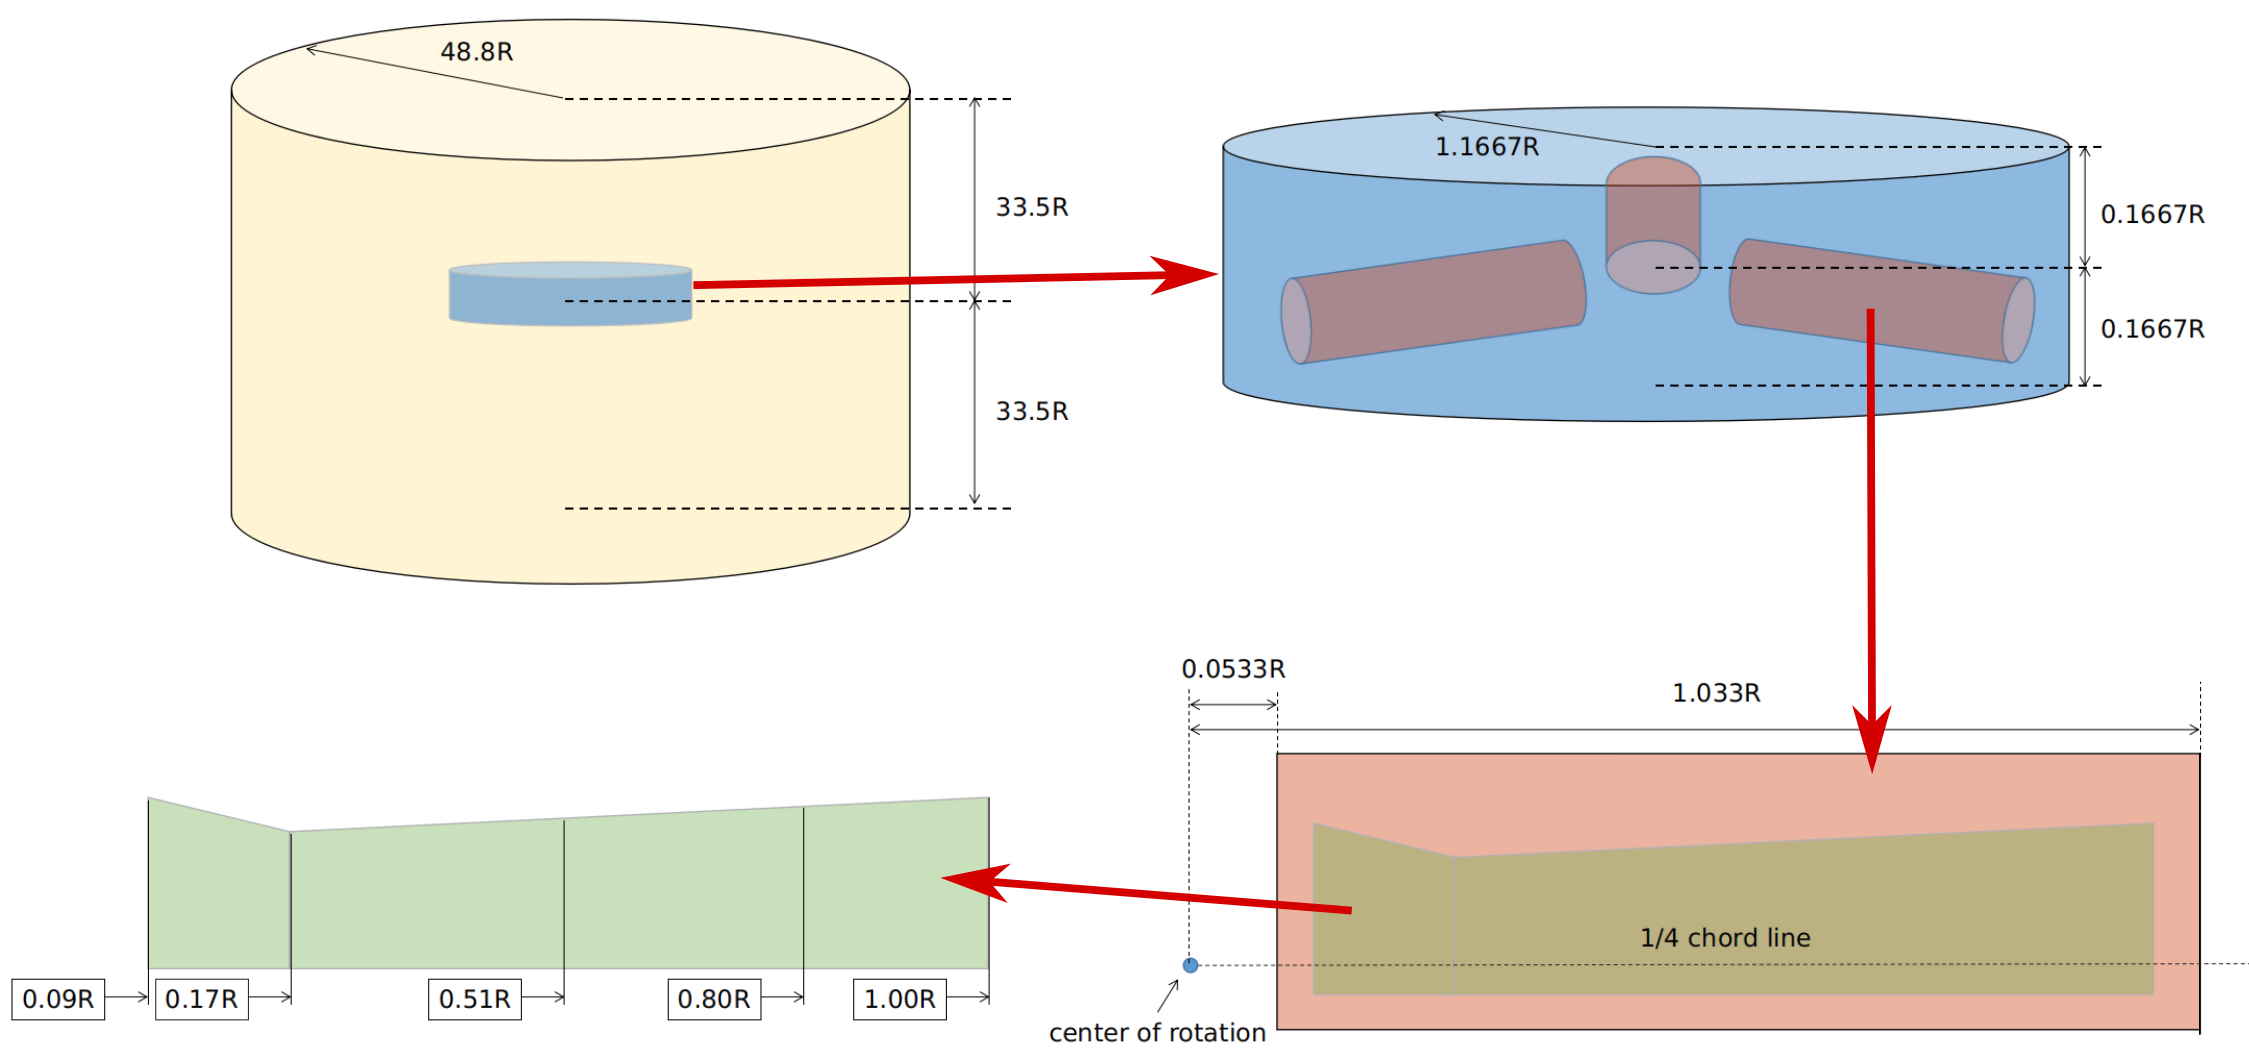 48.8R
33.5R
33.5R
1.1667R
0.1667R
0.1667R
0.0533R
1.033R
1/4 chord line
center of rotation
0.09R
0.17R
0.51R
0.80R
1.00R